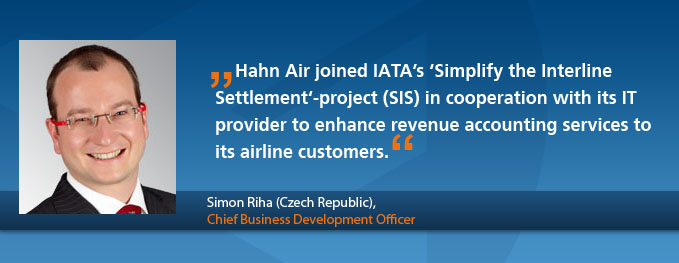 „Hahn Air joined IATA’s ‘Simplify the Interline
Settlement’-project (SIS) in cooperation with its IT
provider to enhance revenue accounting services to
its airline customers.“
Simon Riha (Czech Republic),
Chief Business Development Officer